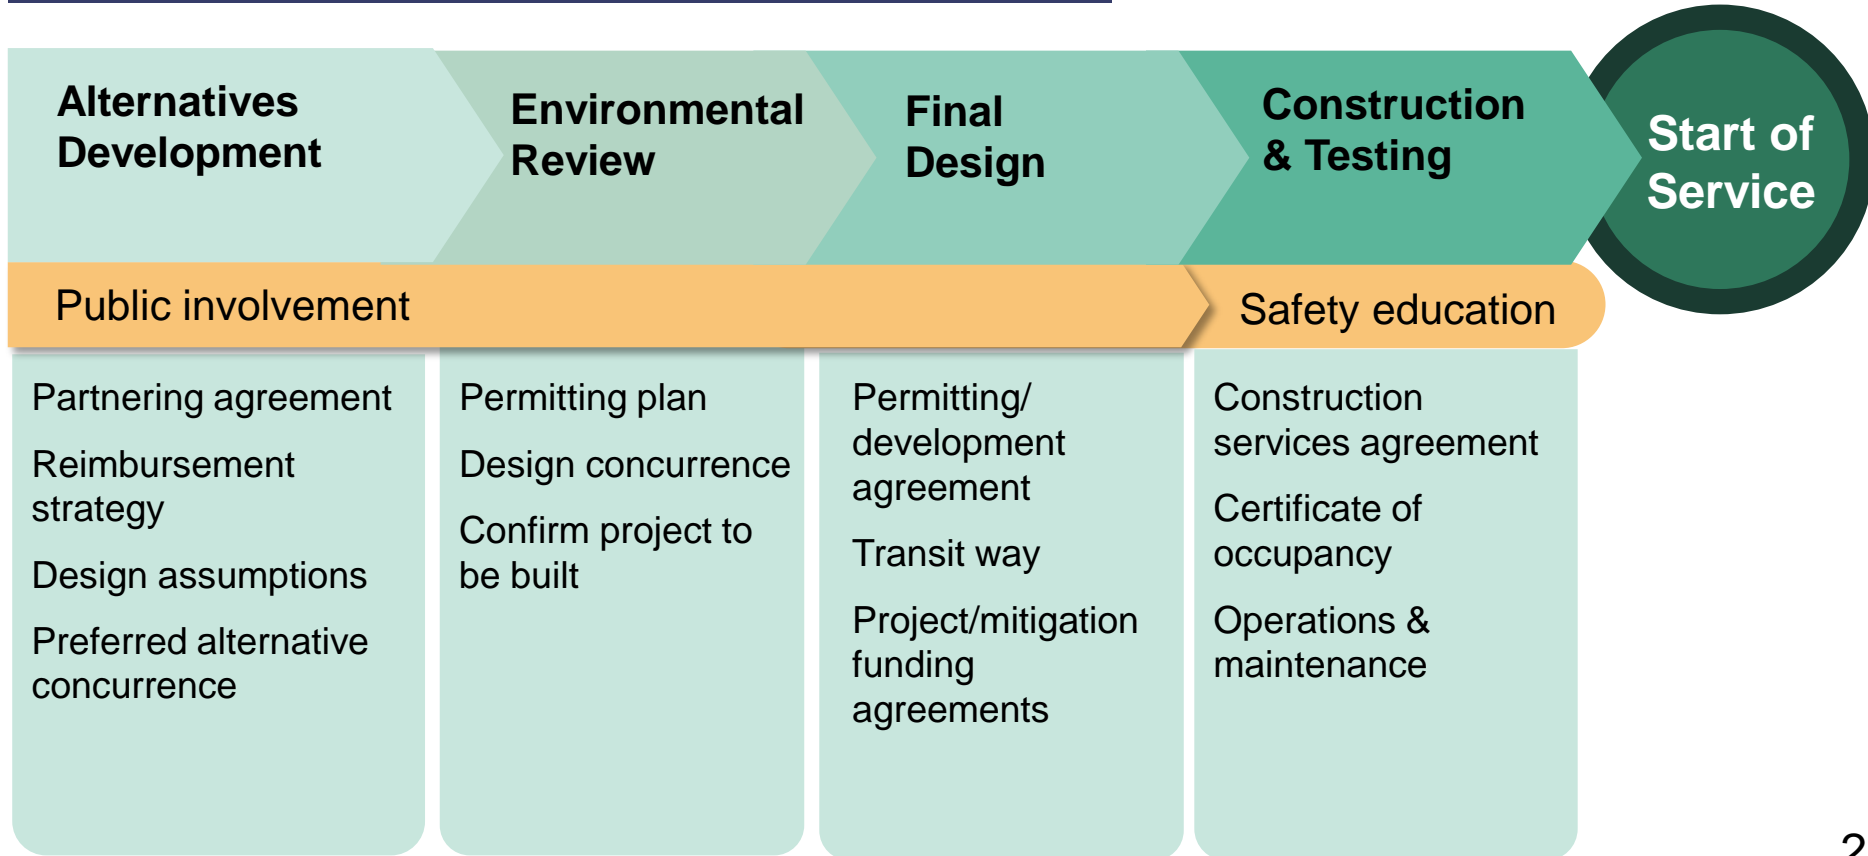 Alternatives
Development
Environmental
Review
Final
Design
Construction
& Testing
Start of
Service
Public involvement
Safety education
Partnering agreement
Reimbursement
strategy
Design assumptions
Preferred alternative
concurrence
Permitting plan
Design concurrence
Confirm project to
be built
Permitting/
development
agreement
Transit way
Project/mitigation
funding
agreements
Construction
services agreement
Certificate of
occupancy
Operations &
maintenance
2